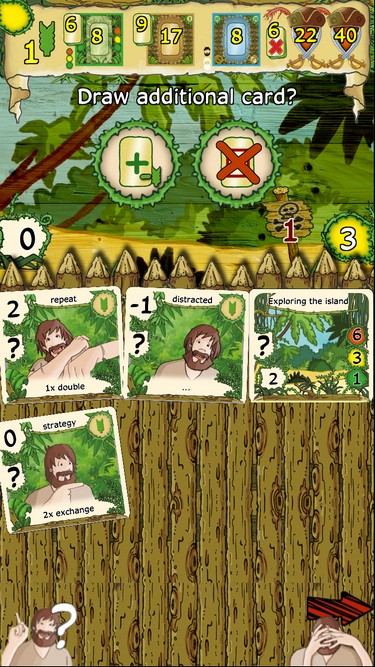 1 6 8 9 17 8 6 22 40
Draw additional card?
0 1 3
2 repeat
?
1x double
-1 distracted
?
...
Exploring the island
?
6
3
2 1
0 strategy
?
2x exchange
?